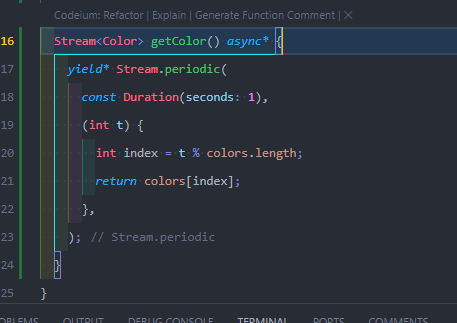 Codeium: Refactor | Explain | Generate Function Comment | ×
16 Stream<Color> getColor() async* {
17 yield* Stream.periodic(
18 const Duration(seconds: 1),
19 (int t) {
20 int index = t % colors.length;
21 return colors[index];
22 },
23 ); // Stream.periodic
24 }
25 }
OBLEMS OUTPUT DEBUG CONSOLE TERMINAL PORTS COMMENTS